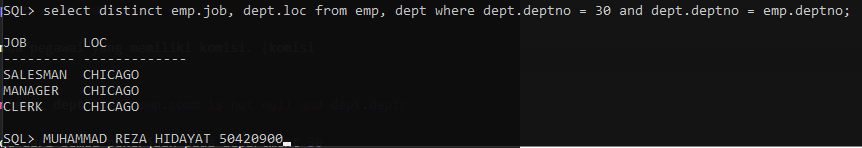 SQL> select distinct emp.job, dept.loc from emp, dept where dept.deptno = 30 and dept.deptno = emp.deptno;
JOB       LOC
--------- -------------
SALESMAN  CHICAGO
MANAGER   CHICAGO
CLERK     CHICAGO
SQL> MUHAMMAD REZA HIDAYAT 50420900